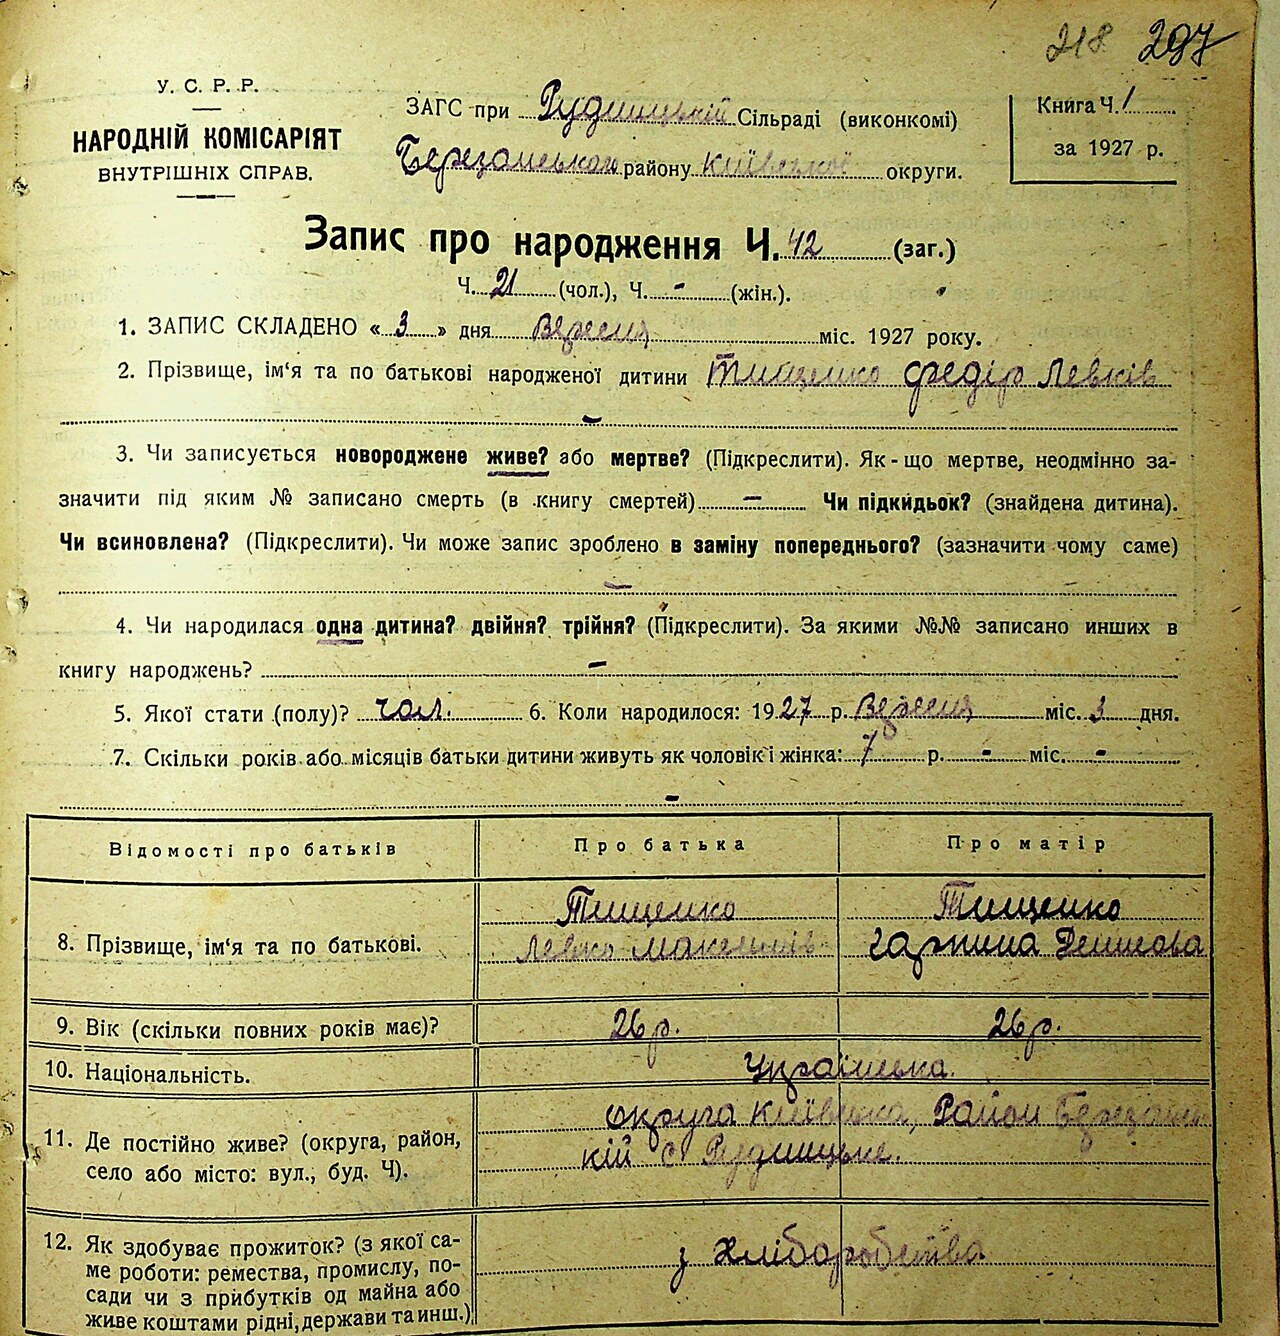 218 297
У. С. Р. Р.
НАРОДНІЙ КОМІСАРІЯТ
ВНУТРІШНІХ СПРАВ.
ЗАГС при Рудницькій Сільраді (виконкомі)
Березанського району Київської округи.
Книга Ч. 1
за 1927 р.
Запис про народження Ч. 42 (заг.)
Ч. 21 (чол.), Ч. - (жін.).
1. ЗАПИС СКЛАДЕНО « 3 » дня Вересня міс. 1927 року.
2. Прізвище, ім'я та по батькові народженої дитини Тищенко Федір Левків
-
3. Чи записується новороджене живе? або мертве? (Підкреслити). Як-що мертве, неодмінно за-
значити під яким № записано смерть (в книгу смертей) - Чи підкидьок? (знайдена дитина).
Чи всиновлена? (Підкреслити). Чи може запис зроблено в заміну попереднього? (зазначити чому саме)
-
4. Чи народилася одна дитина? двійня? трійня? (Підкреслити). За якими №№ записано инших в
книгу народжень? -
5. Якої стати (полу)? чол. 6. Коли народилося: 1927 р. Вересня міс. 3 дня.
7. Скільки років або місяців батьки дитини живуть як чоловік і жінка: 7 р. - міс. -
-
Відомості про батьків Про батька Про матір
Тищенко Тищенко
8. Прізвище, ім'я та по батькові. Левко Максимів Горпина Денисова
9. Вік (скільки повних років має)? 26 р. 26 р.
10. Національність. Українська.
округа Київська, Район Березанс
11. Де постійно живе? (округа, район,
кій с Рудницьке.
село або місто: вул., буд. Ч).
12. Як здобуває прожиток? (з якої са- з Хліборобства
ме роботи: ремества, промислу, по-
сади чи з прибутків од майна або
живе коштами рідні, держави та инш.)